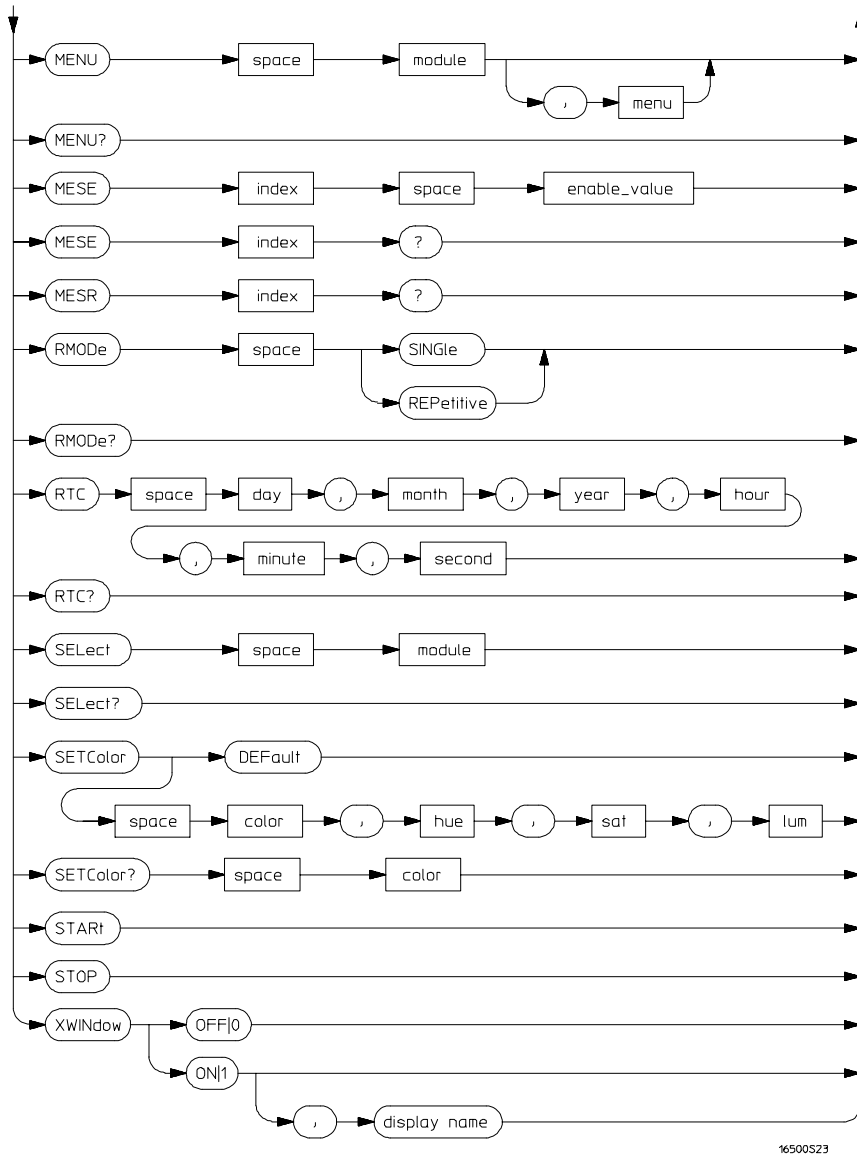 MENU space module
, menu
MENU?
MESE index space enable_value
MESE index ?
MESR index ?
RMODe space SINGle
REPetitive
RMODe?
RTC space day , month , year , hour
, minute , second
RTC?
SELect space module
SELect?
SETColor DEFault
space color , hue , sat , lum
SETColor? space color
STARt
STOP
XWINdow OFF|0
ON|1
, display name
16500S23